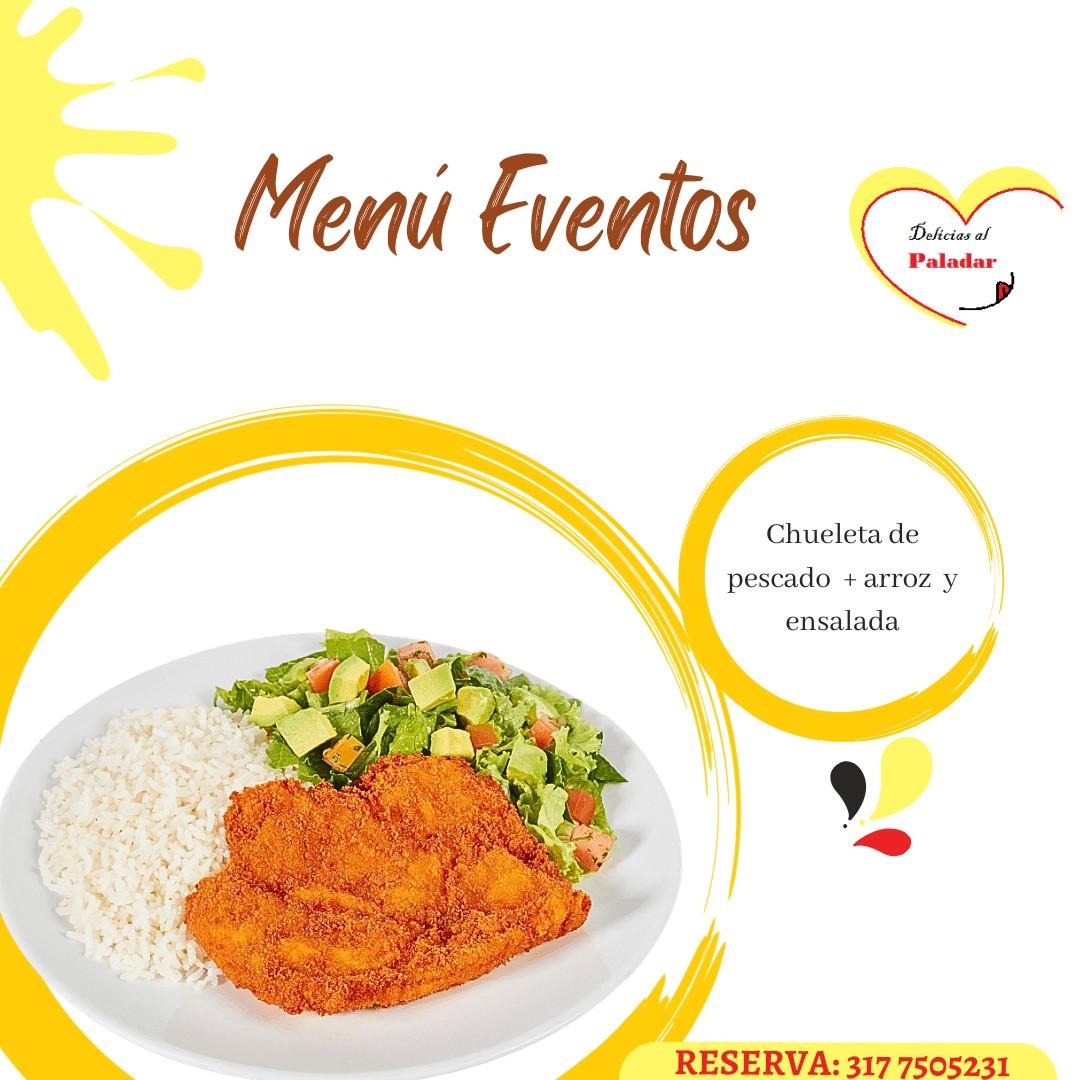 Menú Eventos
Delicias al
Paladar
Chueleta de
pescado + arroz y
ensalada
RESERVA: 317 7505231